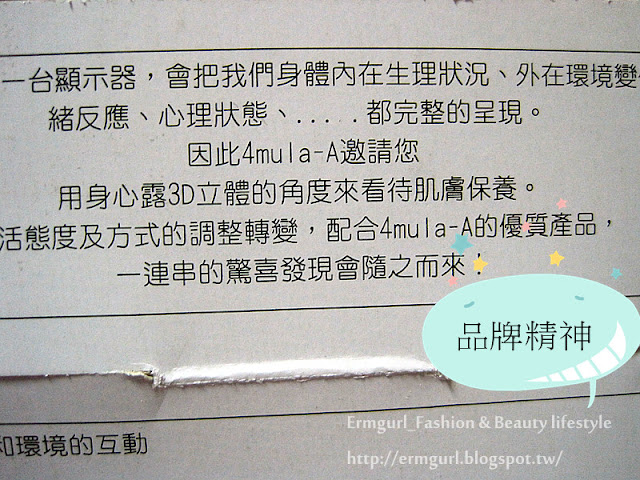 一台顯示器，會把我們身體內在生理狀況、外在環境變
緒反應、心理狀態、.....都完整的呈現。
因此4mula-A邀請您
用身心露3D立體的角度來看待肌膚保養。
活態度及方式的調整轉變，配合4mula-A的優質產品，
一連串的驚喜發現會隨之而來！
品牌精神
Ermgurl_Fashion & Beauty lifestyle
和環境的互動
http://ermgurl.blogspot.tw/